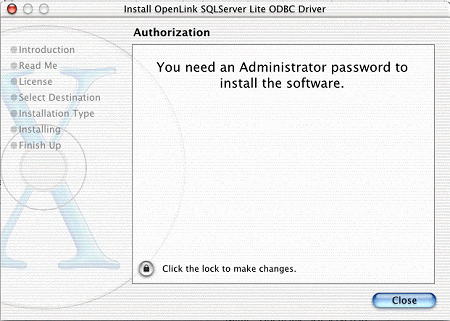 Install OpenLink SQLServer Lite ODBC Driver
Authorization
Introduction
Read Me
License
Select Destination
Installation Type
Installing
Finish Up
You need an Administrator password to
install the software.
Click the lock to make changes.
Close